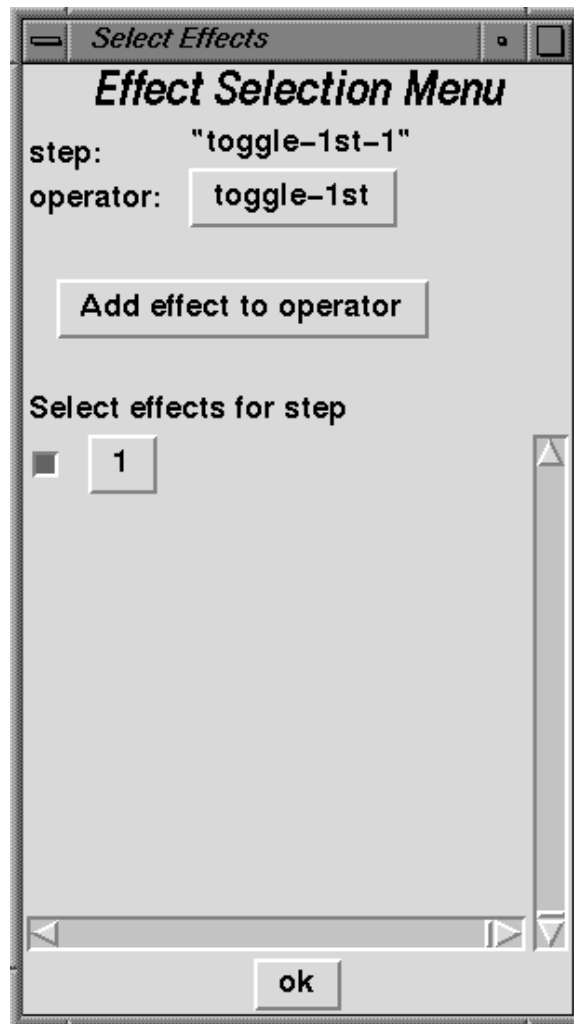 Select Effects
Effect Selection Menu
step: "toggle–1st–1"
operator: toggle–1st
Add effect to operator
Select effects for step
1
ok